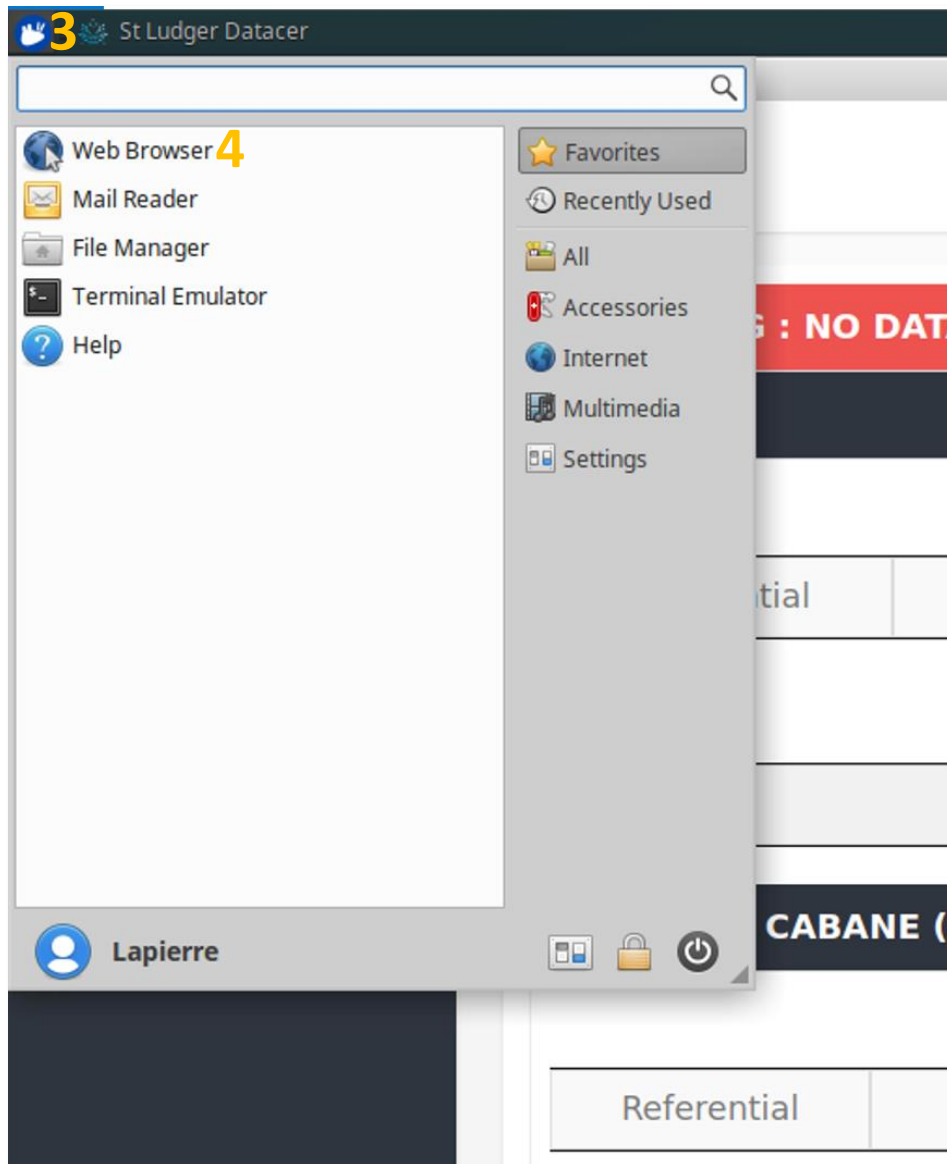 3 St Ludger Datacer
Web Browser 4
Mail Reader
File Manager
Terminal Emulator
Help
Favorites
Recently Used
All
Accessories
Internet
Multimedia
Settings
Lapierre
: NO DAT
tial
CABANE (
Referential